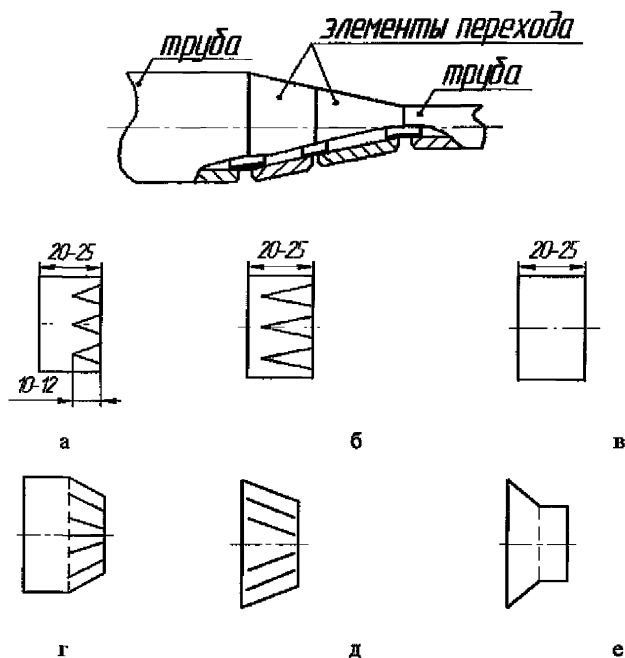 труба
элементы перехода
труба
20-25
20-25
20-25
10-12
а
б
в
г
д
е